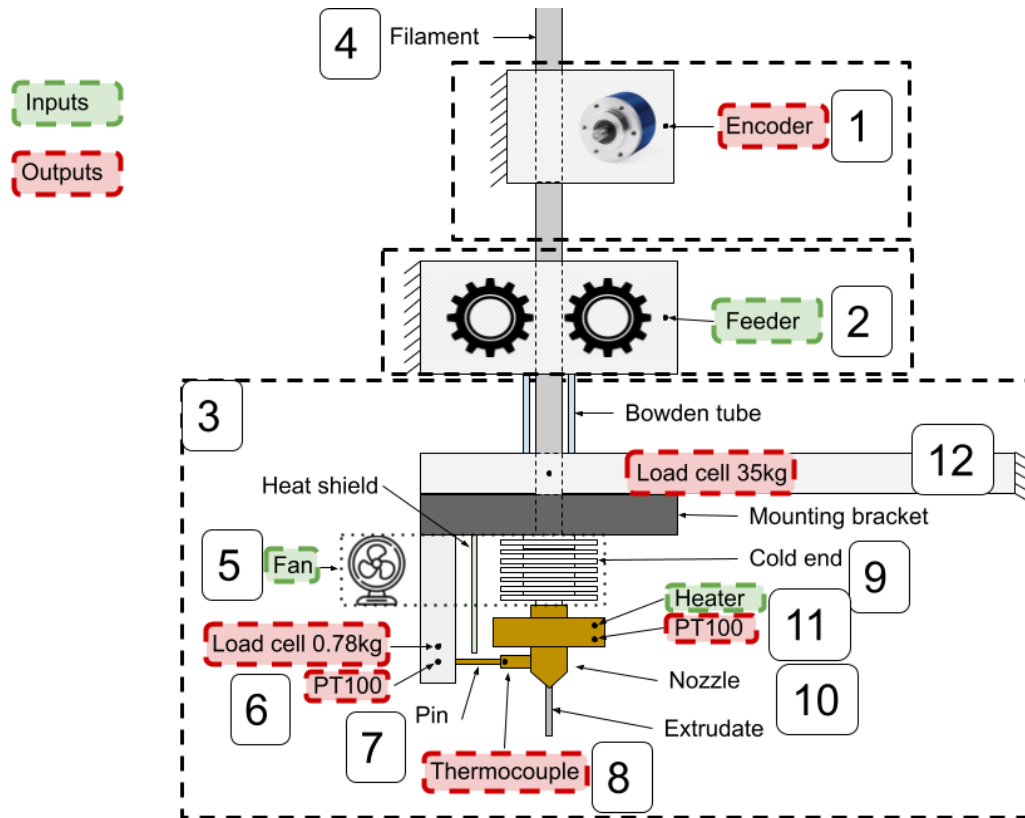 4
Filament
Inputs
Outputs
Encoder
1
Feeder
2
3
Bowden tube
12
Load cell 35kg
Heat shield
Mounting bracket
5
Fan
Cold end
9
Heater
PT100
11
Load cell 0.78kg
PT100
6
Nozzle
10
Pin
7
Extrudate
Thermocouple
8